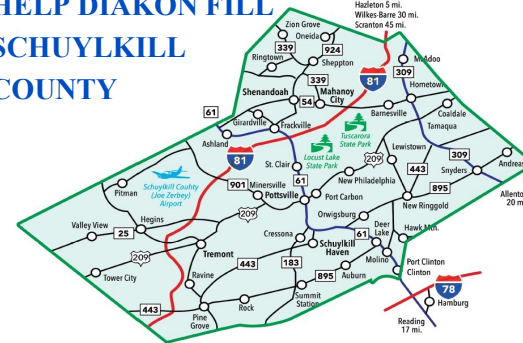 HELP DIAKON FILL
SCHUYLKILL
COUNTY
Hazleton 5 mi.
Wilkes-Barre 30 mi.
Scranton 45 mi.
Zion Grove
Oneida
339
924
Ringtown
Sheppton
81
309
McAdoo
339
Shenandoah
54
Mahanoy
City
Hometown
61
Girardville
Barnesville
Coaldale
Frackville
Tamaqua
Ashland
Tuscarora
State Park
81
Locust Lake
State Park
209
Lewistown
309
St. Clair
443
Snyders
Andreas
Schuylkill County
(Joe Zerbey)
Airport
Pitman
901
Minersville
61
New Philadelphia
895
Allento
20 m
Pottsville
Port Carbon
New Ringgold
209
Orwigsburg
Hegins
Valley View
25
Cressona
61
Deer
Lake
Hawk Mtn.
209
Tremont
Schuylkill
Haven
Molino
Port Clinton
Clinton
Tower City
Ravine
443
183
895
Auburn
78
443
Rock
Summit
Station
Hamburg
Pine
Grove
Reading
17 mi.